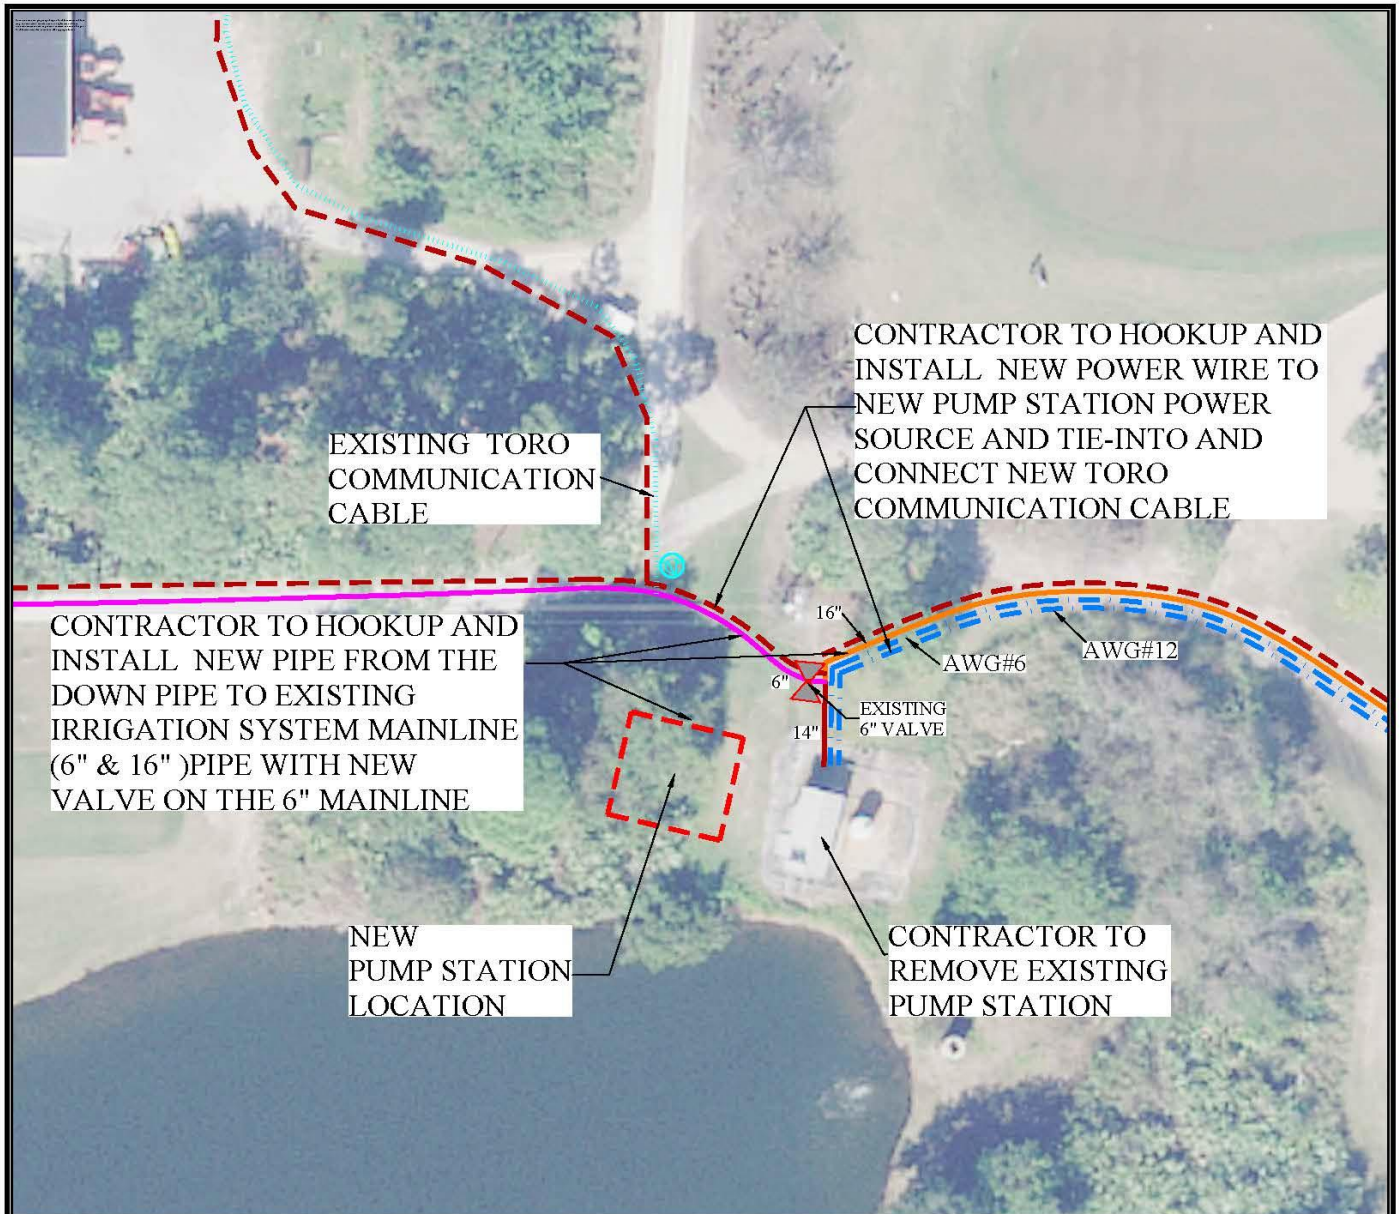 CONTRACTOR TO HOOKUP AND
INSTALL NEW POWER WIRE TO
NEW PUMP STATION POWER
SOURCE AND TIE-INTO AND
CONNECT NEW TORO
COMMUNICATION CABLE
EXISTING TORO
COMMUNICATION
CABLE
CONTRACTOR TO HOOKUP AND
INSTALL NEW PIPE FROM THE
DOWN PIPE TO EXISTING
IRRIGATION SYSTEM MAINLINE
(6" & 16" )PIPE WITH NEW
VALVE ON THE 6" MAINLINE
16"
AWG#6
AWG#12
6"
EXISTING
6" VALVE
14"
NEW
PUMP STATION
LOCATION
CONTRACTOR TO
REMOVE EXISTING
PUMP STATION